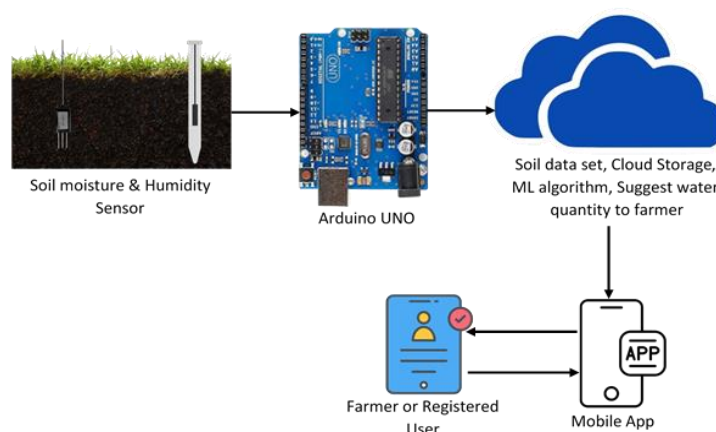 Soil moisture & Humidity
Sensor
UNO
Arduino UNO
Soil data set, Cloud Storage,
ML algorithm, Suggest water
quantity to farmer
APP
Farmer or Registered
User
Mobile App